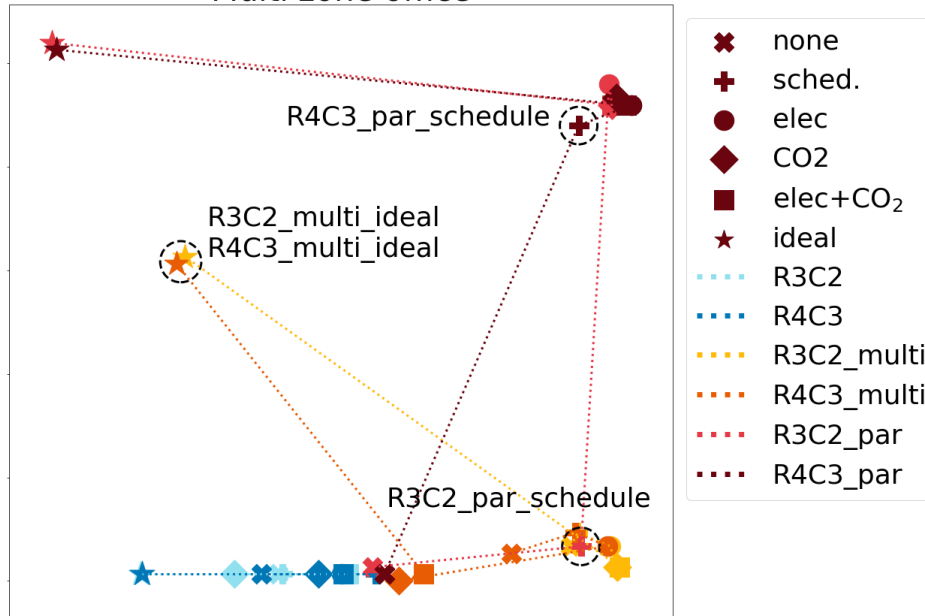 R4C3_par_schedule
R3C2_multi_ideal
R4C3_multi_ideal
R3C2_par_schedule
none
sched.
elec
CO2
elec+CO₂
ideal
R3C2
R4C3
R3C2_multi
R4C3_multi
R3C2_par
R4C3_par